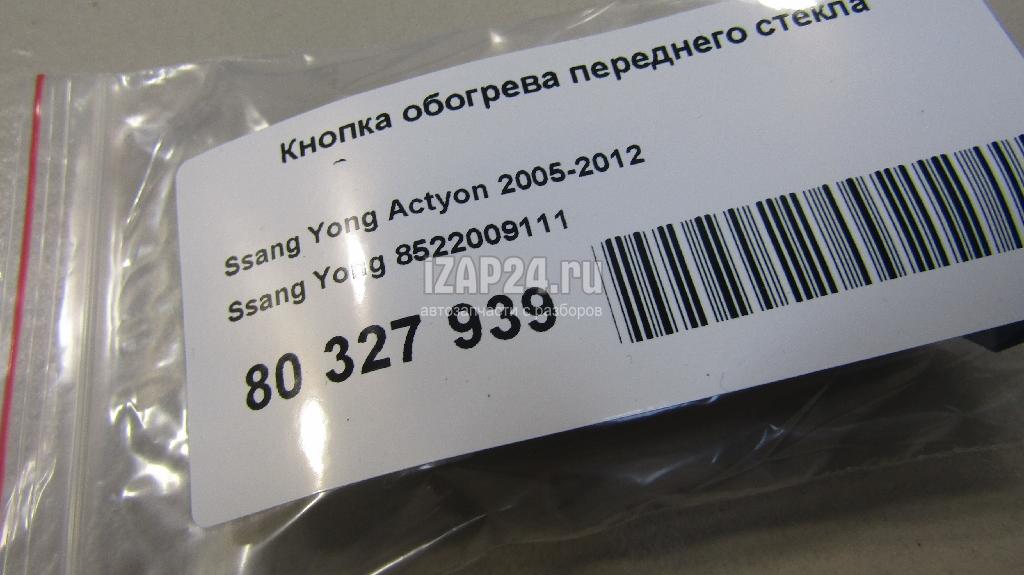 Кнопка обогрева переднего стекла
Ssang Yong Actyon 2005-2012
Ssang Yong 8522009111
IZAP24.ru
автозапчасти с разборов
80 327 939